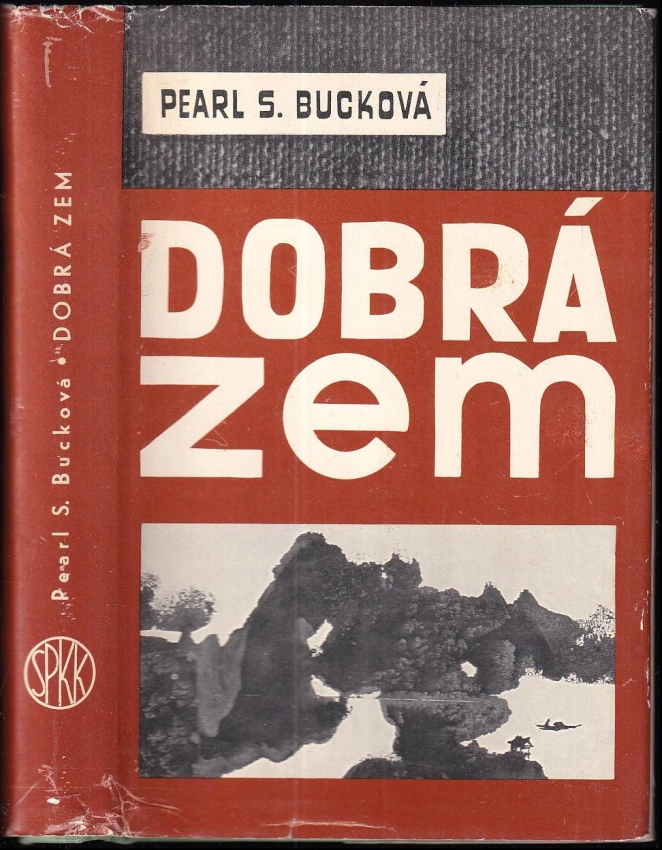 PEARL S. BUCKOVÁ
DOBRÁ
zem
Pearl S. Bucková • DOBRÁ ZEM
SPKK